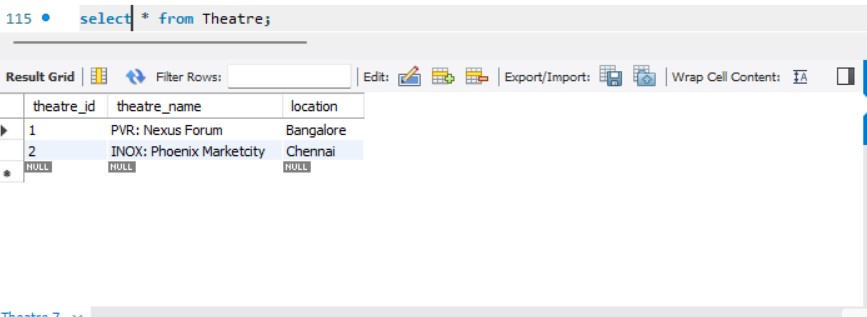 115 select * from Theatre;
Result Grid Filter Rows: Edit: Export/Import: Wrap Cell Content: IA
theatre_id theatre_name location
1 PVR: Nexus Forum Bangalore
2 INOX: Phoenix Marketcity Chennai
NULL NULL NULL
Theatre 7